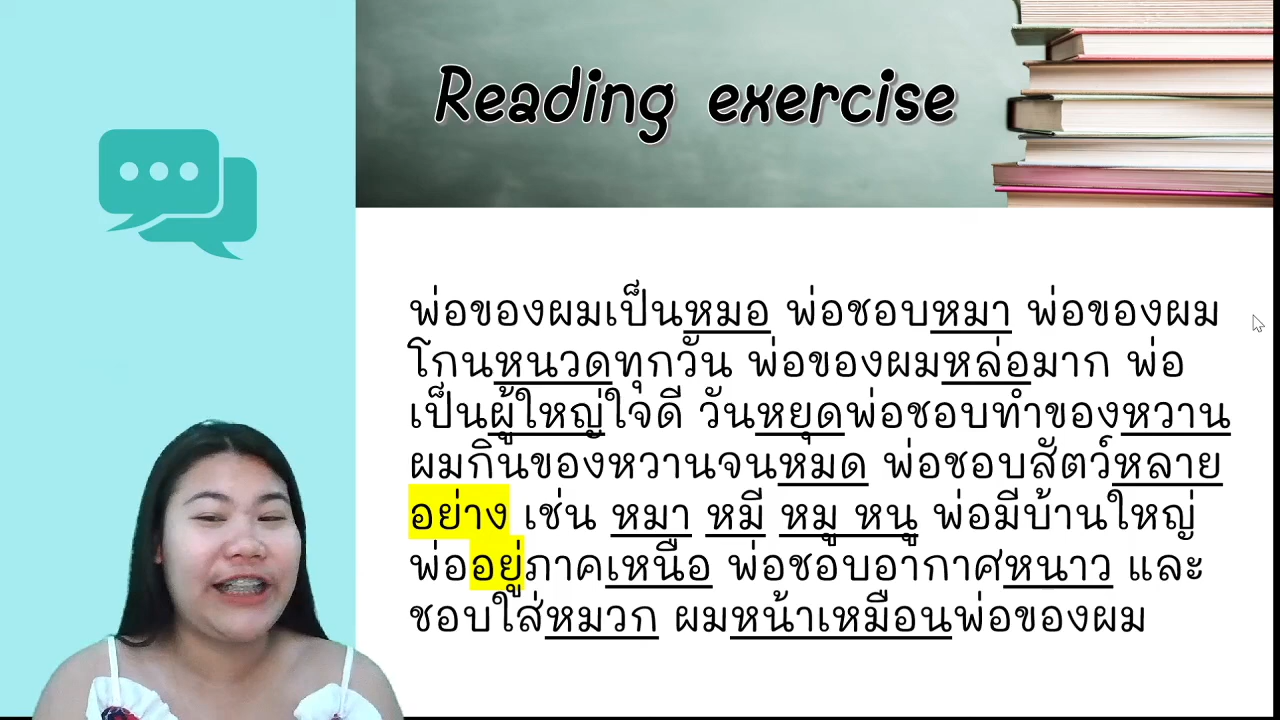 Reading exercise
พ่อของผมเป็นหมอ พ่อชอบหมา พ่อของผม
โกนหนวดทุกวัน พ่อของผมหล่อมาก พ่อ
เป็นผู้ใหญ่ใจดี วันหยุดพ่อชอบทำของหวาน
ผมกินของหวานจนหมด พ่อชอบสัตว์หลาย
อย่าง เช่น หมา หมี หมู หนู พ่อมีบ้านใหญ่
พ่ออยู่ภาคเหนือ พ่อชอบอากาศหนาว และ
ชอบใส่หมวก ผมหน้าเหมือนพ่อของผม